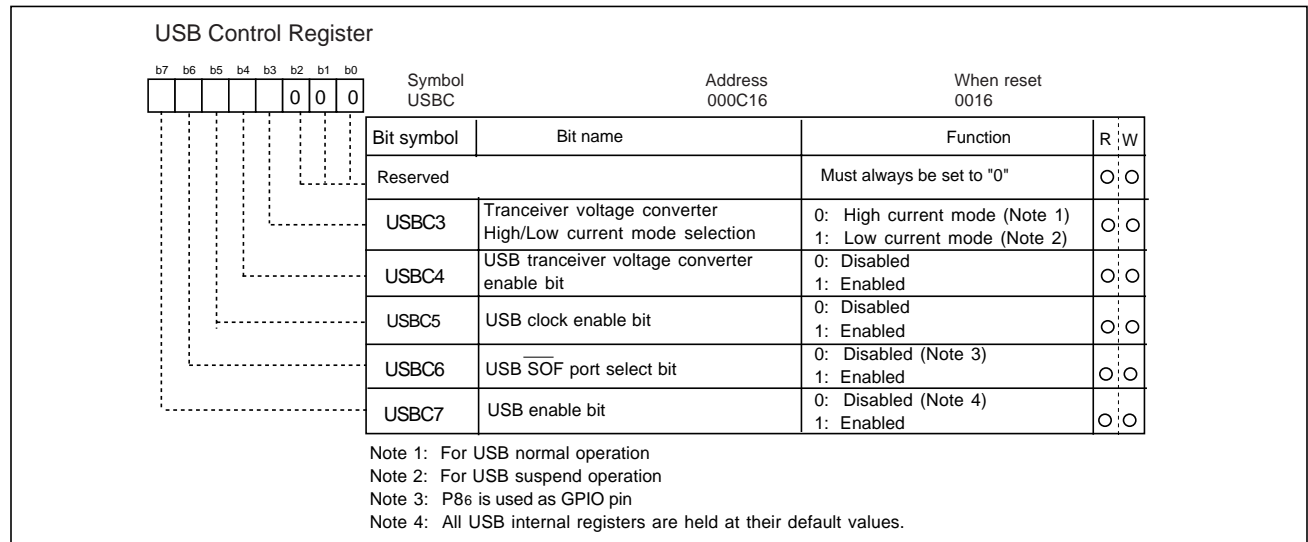 USB Control Register
b7 b6 b5 b4 b3 b2 b1 b0
0 0 0
Symbol Address When reset
USBC 000C16 0016
Bit symbol Bit name Function R W
Reserved Must always be set to "0" O O
USBC3 Tranceiver voltage converter High/Low current mode selection 0: High current mode (Note 1) O O
1: Low current mode (Note 2)
USBC4 USB tranceiver voltage converter enable bit 0: Disabled O O
1: Enabled
USBC5 USB clock enable bit 0: Disabled
1: Enabled O O
USBC6 USB SOF port select bit 0: Disabled (Note 3)
1: Enabled O O
USBC7 USB enable bit 0: Disabled (Note 4)
1: Enabled O O
Note 1: For USB normal operation
Note 2: For USB suspend operation
Note 3: P86 is used as GPIO pin
Note 4: All USB internal registers are held at their default values.